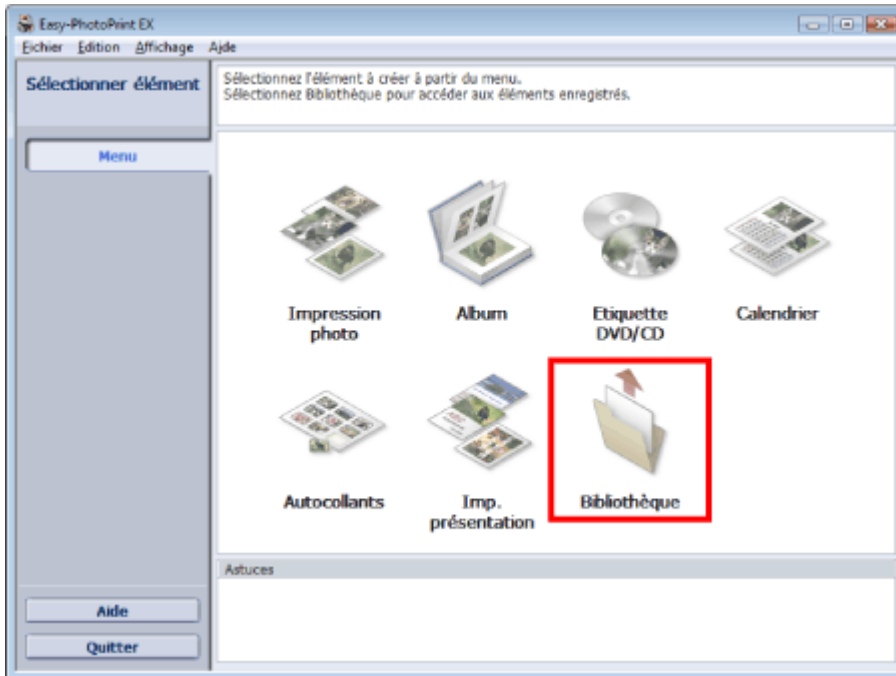 Easy-PhotoPrint EX
Fichier Edition Affichage Ajde
Sélectionner élément
Sélectionnez l'élément à créer à partir du menu.
Sélectionnez Bibliothèque pour accéder aux éléments enregistrés.
Menu
Impression
photo
Album
Etiquette
DVD/CD
Calendrier
Autocollants
Imp.
présentation
Bibliothèque
Astuces
Aide
Quitter